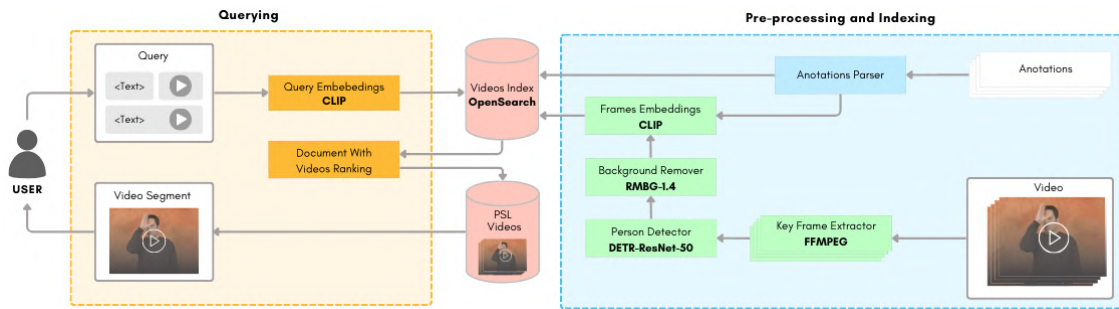 Querying
Pre-processing and Indexing
Query
<Text>
<Text>
Query Embebedings
CLIP
Videos Index
OpenSearch
Anotations Parser
Anotations
Frames Embeddings
CLIP
USER
Document With
Videos Ranking
Background Remover
RMBG-1.4
Video Segment
PSL
Videos
Person Detector
DETR-ResNet-50
Key Frame Extractor
FFMPEG
Video